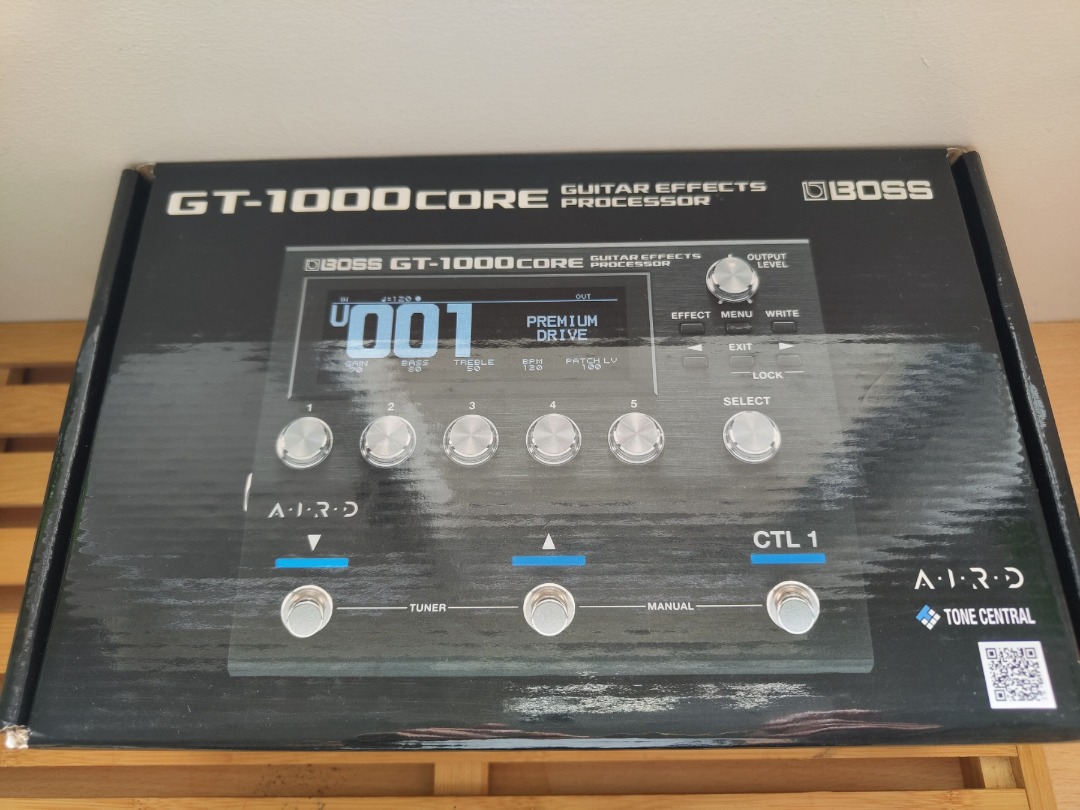 GT-1000CORE GUITAR EFFECTS PROCESSOR BOSS
BOSS GT-1000CORE GUITAR EFFECTS PROCESSOR
OUTPUT LEVEL
IN ♩=120 OUT
U001 PREMIUM DRIVE
EFFECT MENU WRITE
EXIT
LOCK
GAIN BASS TREBLE BPM PATCH LV
50 120 100
1 2 3 4 5 SELECT
A·I·R·D
▼ ▲ CTL 1
TUNER MANUAL
A·I·R·D
TONE CENTRAL